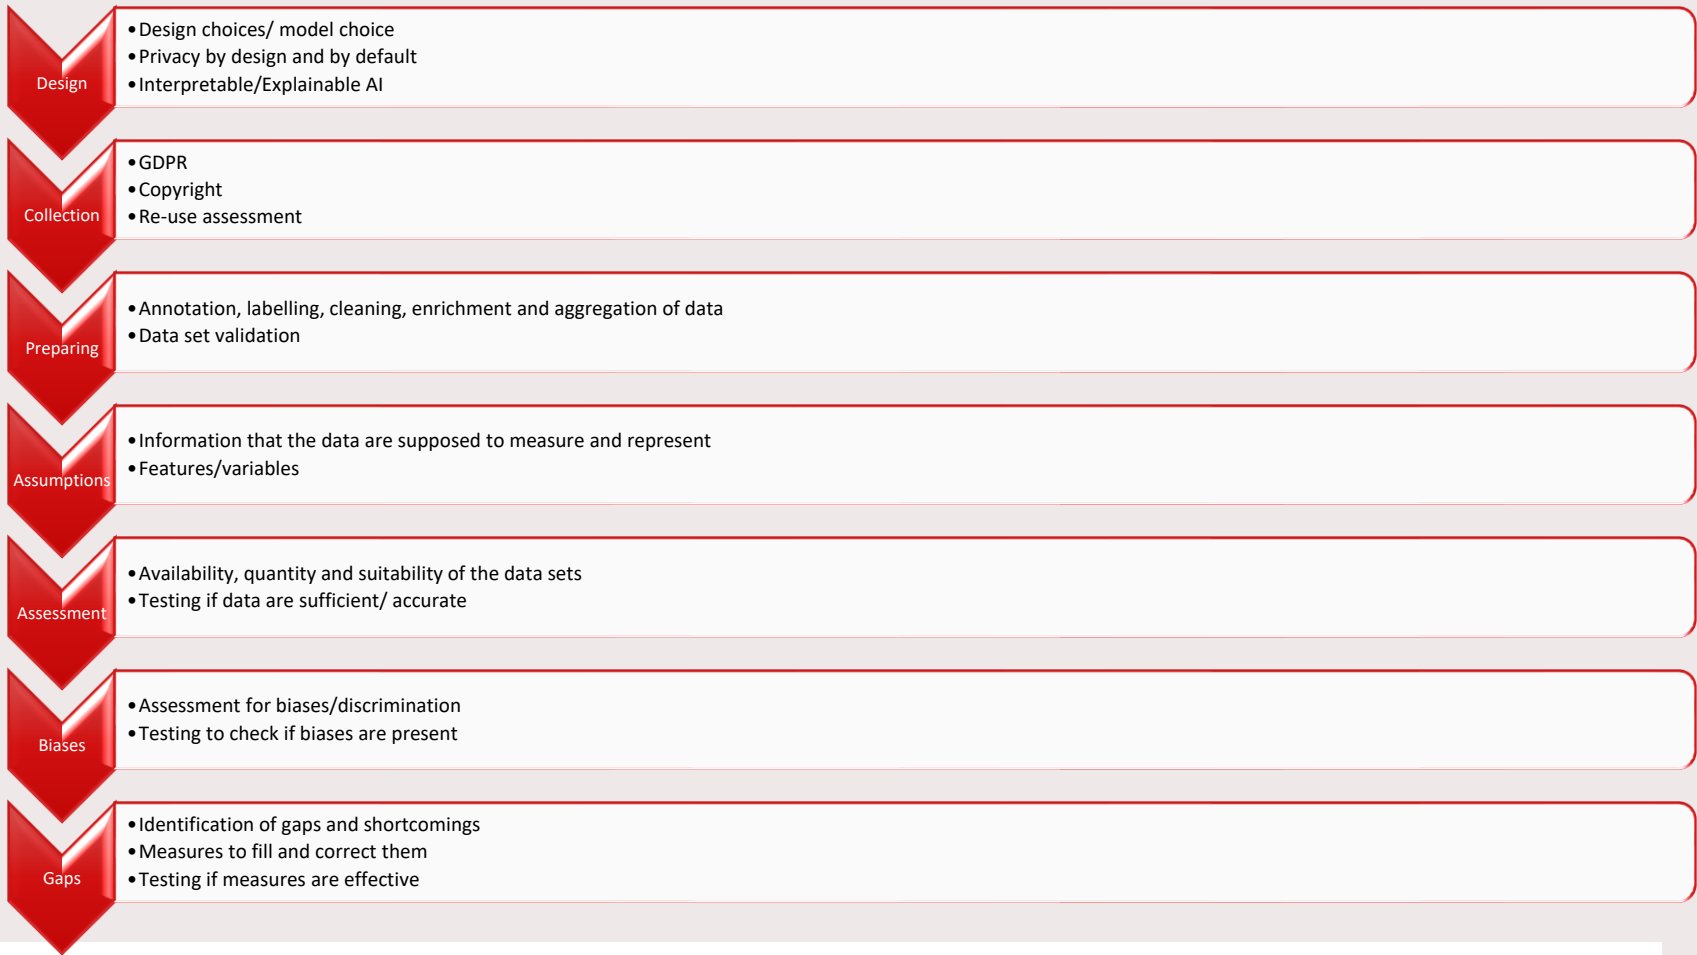 Design
•Design choices/ model choice
•Privacy by design and by default
•Interpretable/Explainable AI
Collection
•GDPR
•Copyright
•Re-use assessment
Preparing
•Annotation, labelling, cleaning, enrichment and aggregation of data
•Data set validation
Assumptions
•Information that the data are supposed to measure and represent
•Features/variables
Assessment
•Availability, quantity and suitability of the data sets
•Testing if data are sufficient/ accurate
Biases
•Assessment for biases/discrimination
•Testing to check if biases are present
Gaps
•Identification of gaps and shortcomings
•Measures to fill and correct them
•Testing if measures are effective